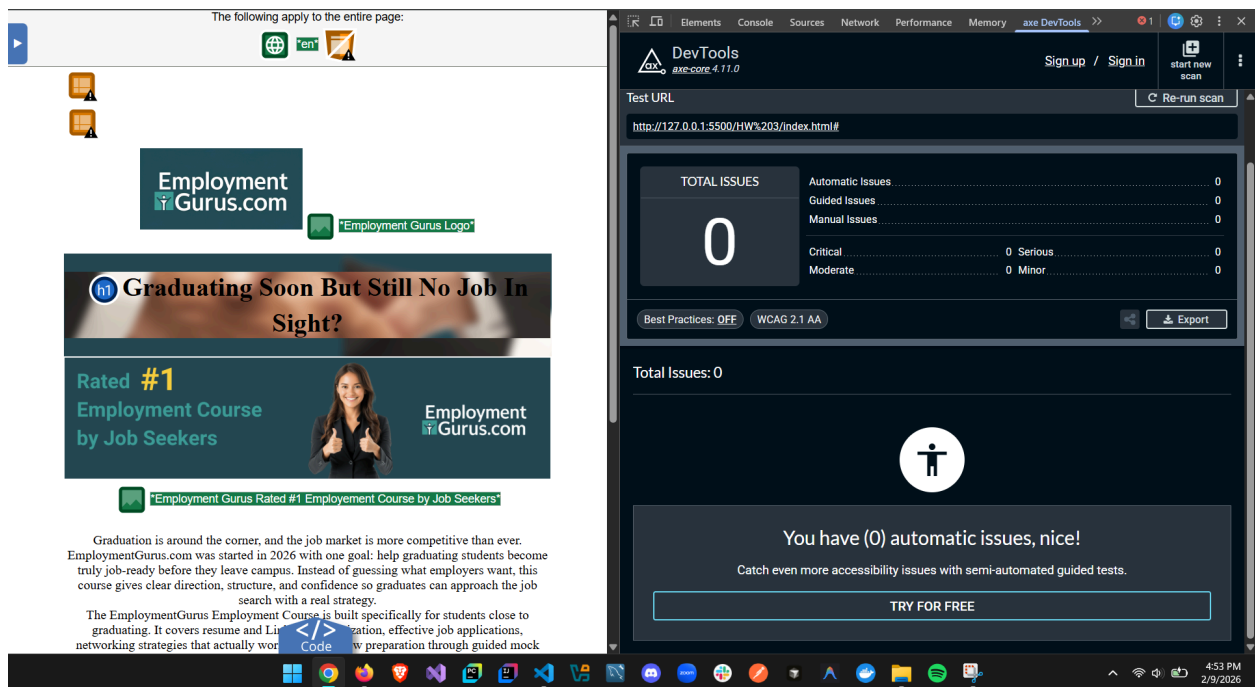 The following apply to the entire page:
*en*
Employment
Gurus.com
*Employment Gurus Logo*
h1 Graduating Soon But Still No Job In
Sight?
Rated #1
Employment Course
by Job Seekers
Employment
Gurus.com
*Employment Gurus Rated #1 Employement Course by Job Seekers*
Graduation is around the corner, and the job market is more competitive than ever.
EmploymentGurus.com was started in 2026 with one goal: help graduating students become
truly job-ready before they leave campus. Instead of guessing what employers want, this
course gives clear direction, structure, and confidence so graduates can approach the job
search with a real strategy.
The EmploymentGurus Employment Course is built specifically for students close to
graduating. It covers resume and ization, effective job applications,
networking strategies that actually preparation through guided mock
</> Code
Elements Console Sources Network Performance Memory axe DevTools 1
ax DevTools
axe-core 4.11.0
Sign up / Sign in
start new
scan
Test URL
Re-run scan
http://127.0.0.1:5500/HW%203/index.html#
TOTAL ISSUES
0
Automatic Issues 0
Guided Issues 0
Manual Issues 0
Critical 0 Serious 0
Moderate 0 Minor 0
Best Practices: OFF WCAG 2.1 AA
Export
Total Issues: 0
You have (0) automatic issues, nice!
Catch even more accessibility issues with semi-automated guided tests.
TRY FOR FREE
PC
IJ
zoom
4:53 PM
2/9/2026